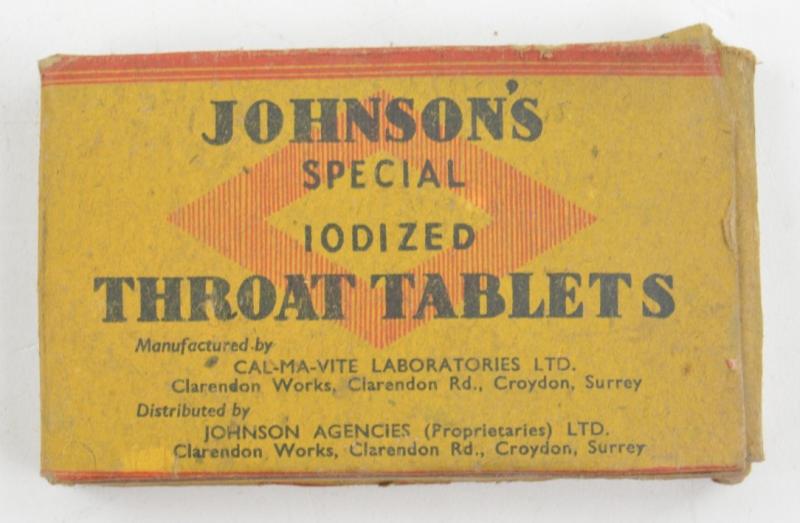 JOHNSON'S
SPECIAL
IODIZED
THROAT TABLETS
Manufactured by
CAL-MA-VITE LABORATORIES LTD.
Clarendon Works, Clarendon Rd., Croydon, Surrey
Distributed by
JOHNSON AGENCIES (Proprietaries) LTD.
Clarendon Works, Clarendon Rd., Croydon, Surrey